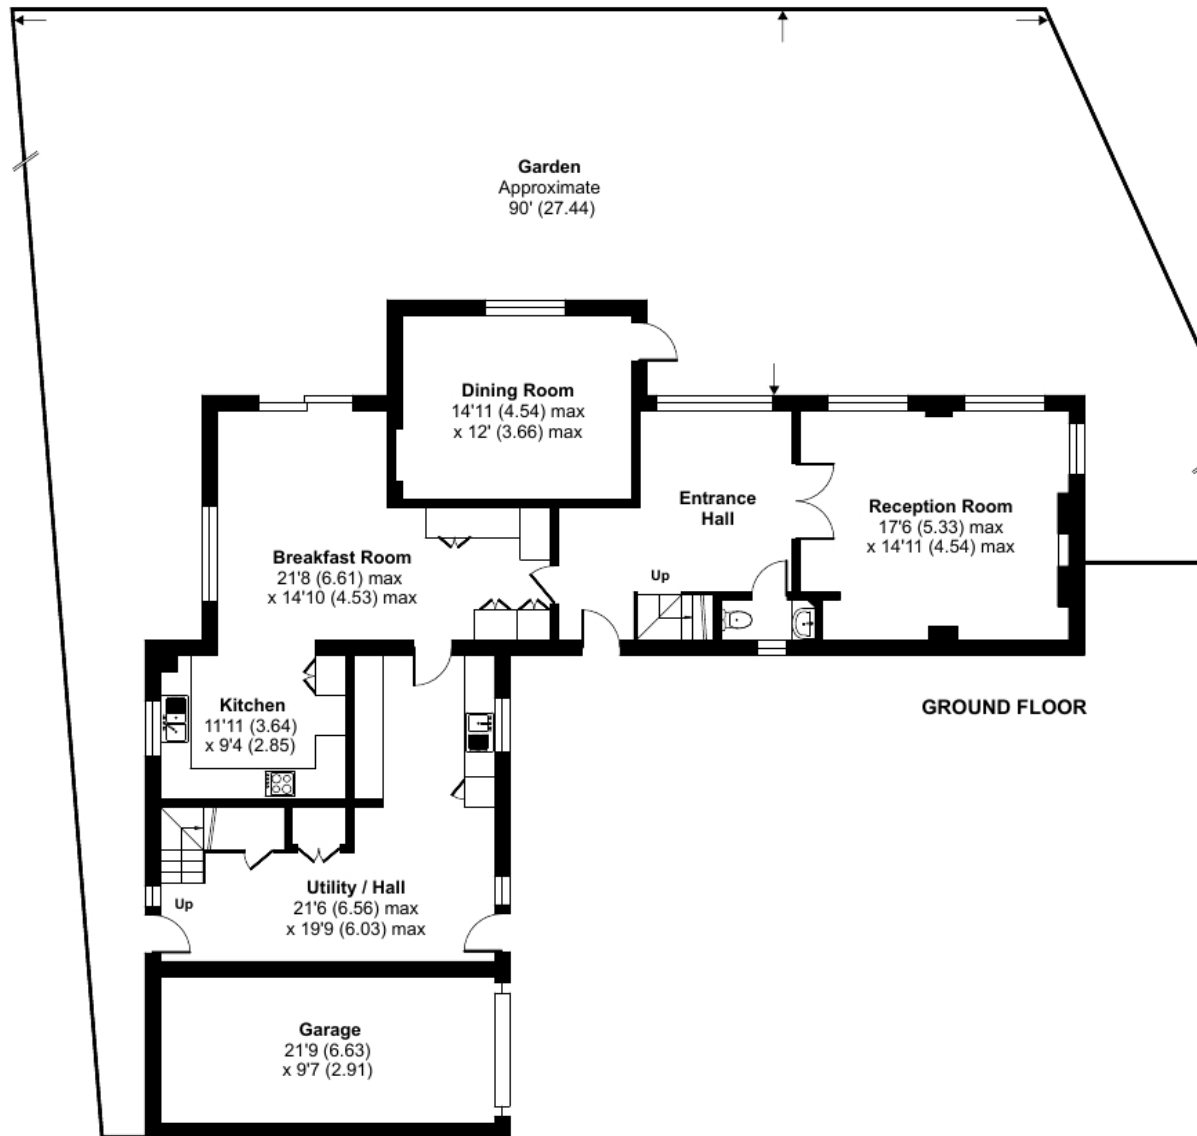 Garden
Approximate
90' (27.44)
Dining Room
14'11 (4.54) max
x 12' (3.66) max
Entrance
Hall
Reception Room
17'6 (5.33) max
x 14'11 (4.54) max
Breakfast Room
21'8 (6.61) max
x 14'10 (4.53) max
Up
Kitchen
11'11 (3.64)
x 9'4 (2.85)
GROUND FLOOR
Utility / Hall
21'6 (6.56) max
x 19'9 (6.03) max
Up
Garage
21'9 (6.63)
x 9'7 (2.91)